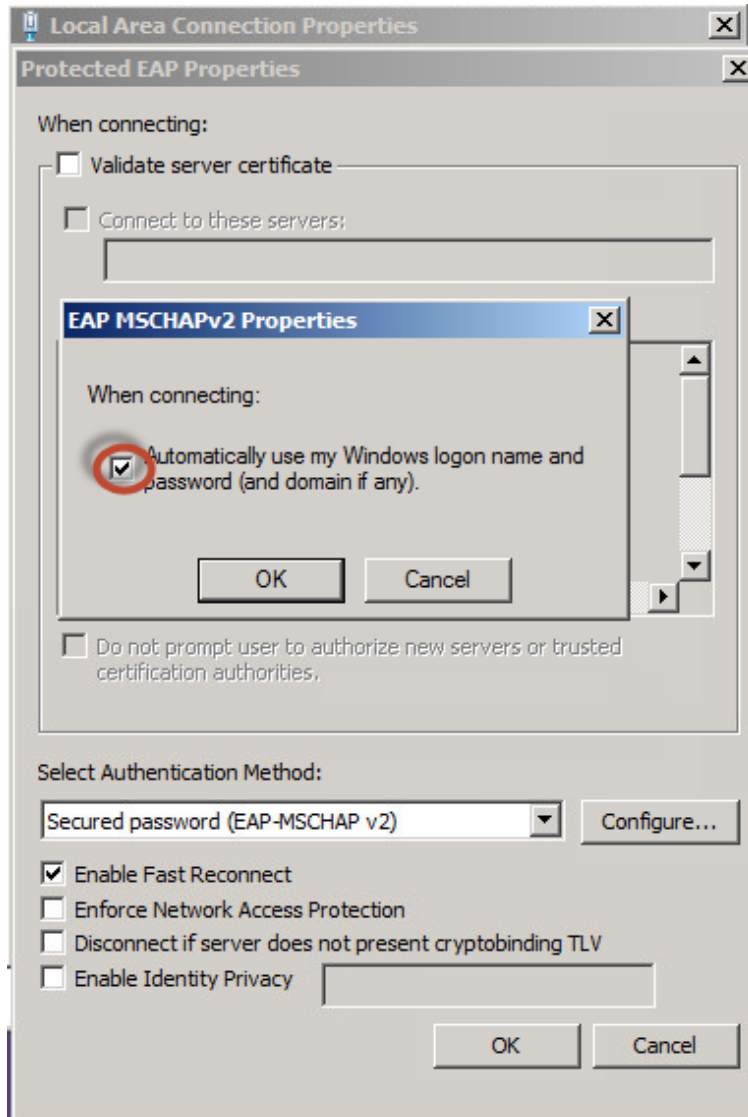 Local Area Connection Properties
Protected EAP Properties
When connecting:
Validate server certificate
Connect to these servers:
EAP MSCHAPv2 Properties
When connecting:
Automatically use my Windows logon name and
password (and domain if any).
OK Cancel
Do not prompt user to authorize new servers or trusted
certification authorities.
Select Authentication Method:
Secured password (EAP-MSCHAP v2) Configure...
Enable Fast Reconnect
Enforce Network Access Protection
Disconnect if server does not present cryptobinding TLV
Enable Identity Privacy
OK Cancel